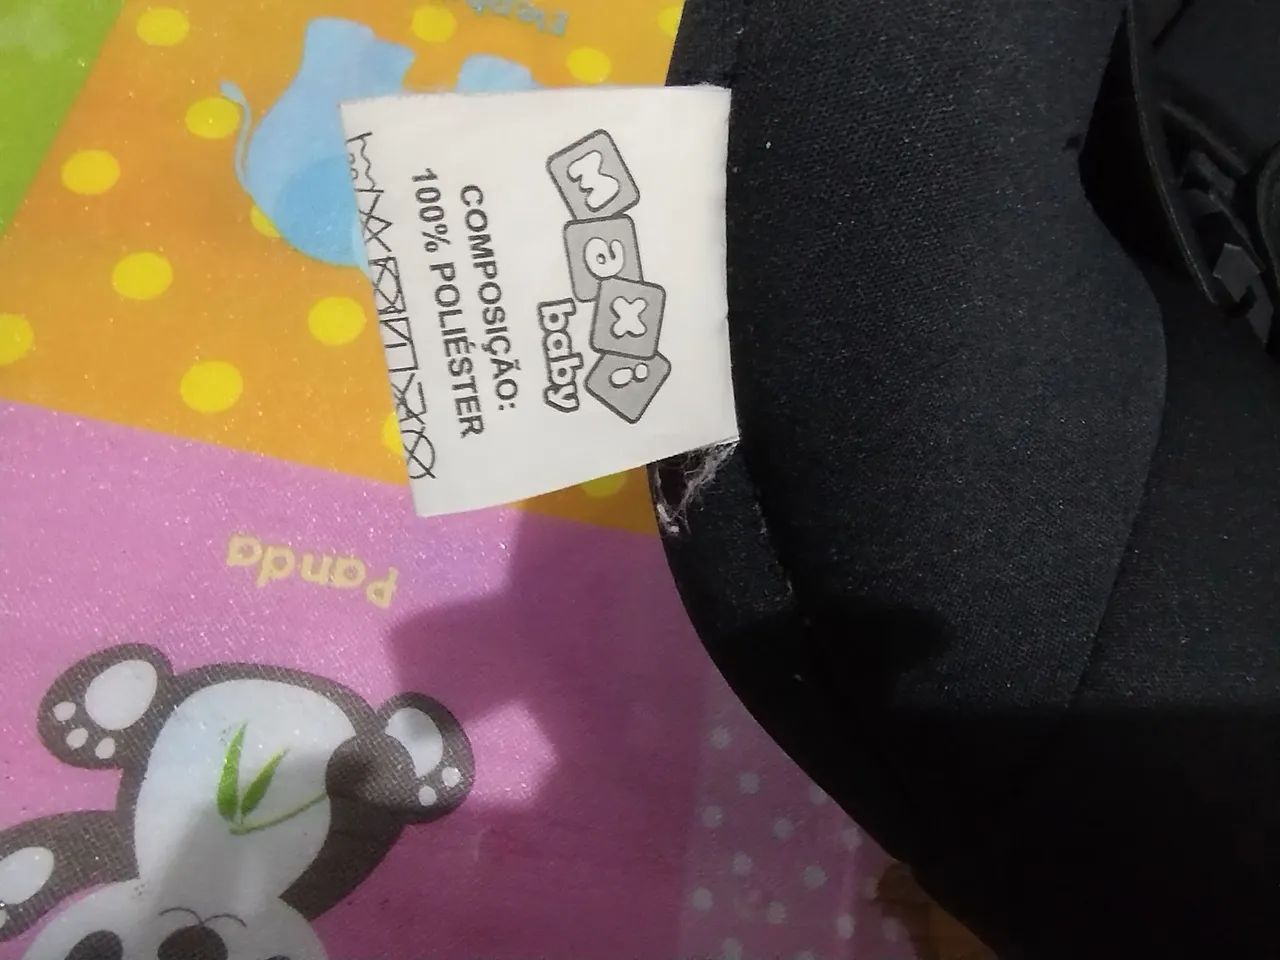 Maxi
baby
COMPOSIÇÃO:
100% POLIÉSTER
Panda